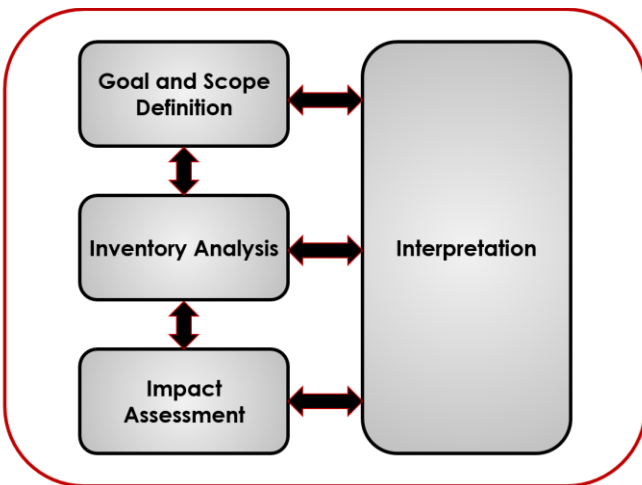 Goal and Scope
Definition
Inventory Analysis
Interpretation
Impact
Assessment